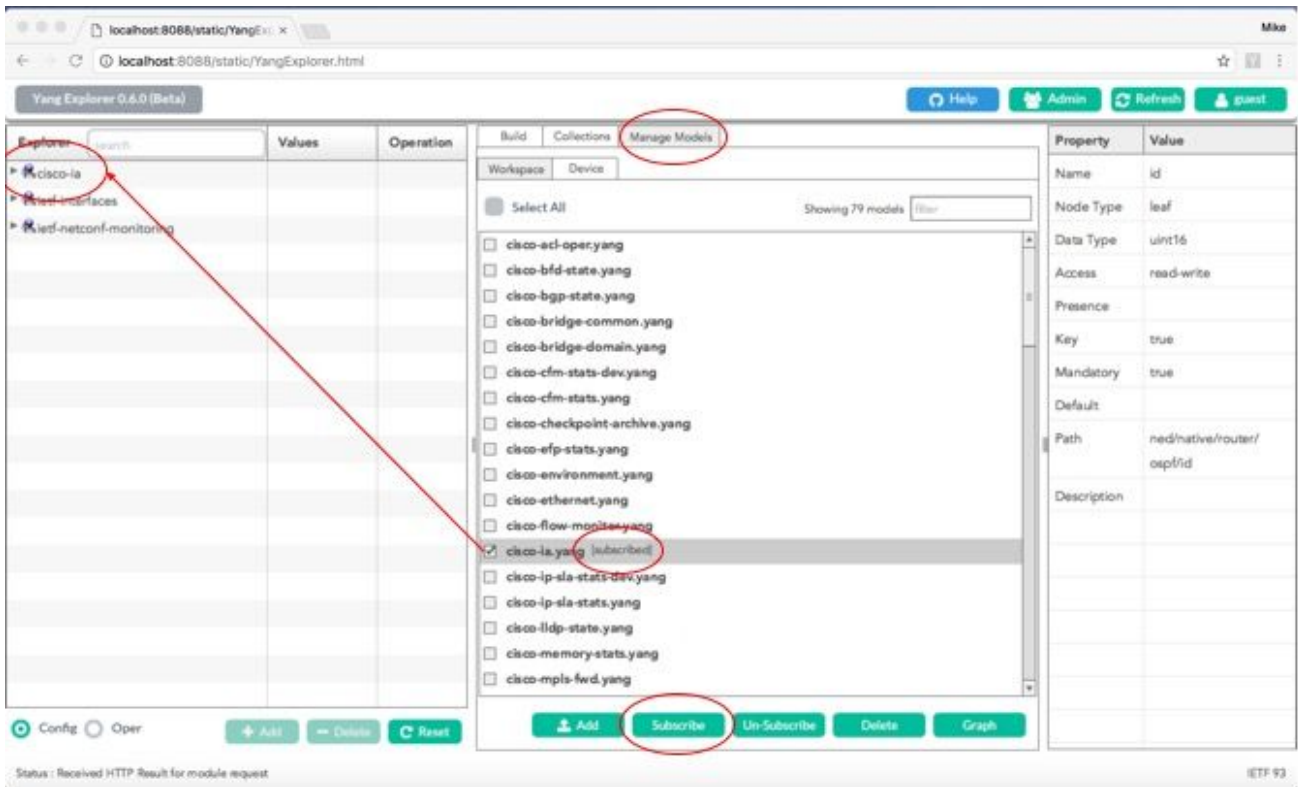 localhost:8088/static/YangEx
Mike
localhost:8088/static/YangExplorer.html
Yang Explorer 0.6.0 (Beta)
Help
Admin
Refresh
guest
Explorer
search
Values
Operation
cisco-ia
ietf-interfaces
ietf-netconf-monitoring
Config
Oper
Add
Delete
Reset
Build
Collections
Manage Models
Workspace
Device
Select All
Showing 79 models
filter
cisco-acl-oper.yang
cisco-bfd-state.yang
cisco-bgp-state.yang
cisco-bridge-common.yang
cisco-bridge-domain.yang
cisco-cfm-stats-dev.yang
cisco-cfm-stats.yang
cisco-checkpoint-archive.yang
cisco-efp-stats.yang
cisco-environment.yang
cisco-ethernet.yang
cisco-flow-monitor.yang
cisco-ia.yang [subscribed]
cisco-ip-sla-stats-dev.yang
cisco-ip-sla-stats.yang
cisco-lldp-state.yang
cisco-memory-stats.yang
cisco-mpls-fwd.yang
Add
Subscribe
Un-Subscribe
Delete
Graph
Property Value
Name id
Node Type leaf
Data Type uint16
Access read-write
Presence
Key true
Mandatory true
Default
Path ned/native/router/
ospf/id
Description
Status : Received HTTP Result for module request
IETF 93